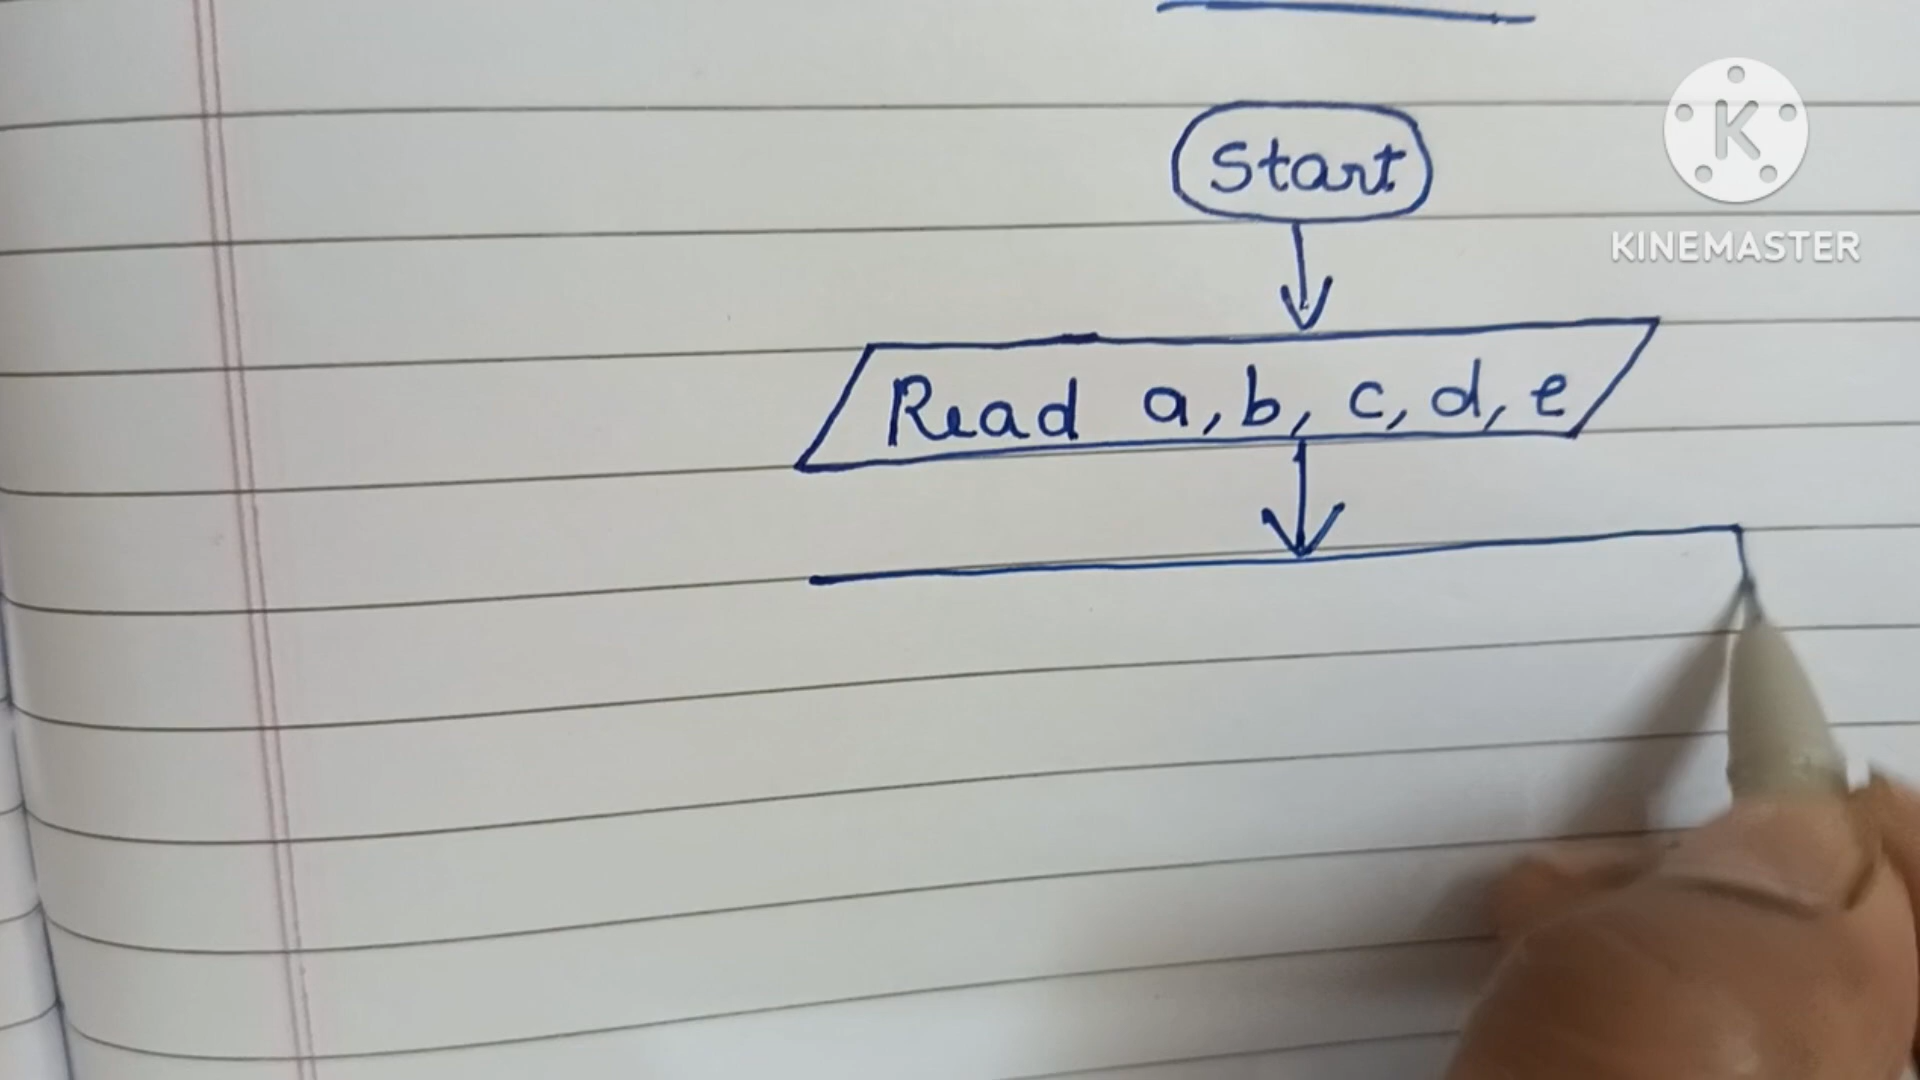 Start
K
KINEMASTER
Read a, b, c, d, e